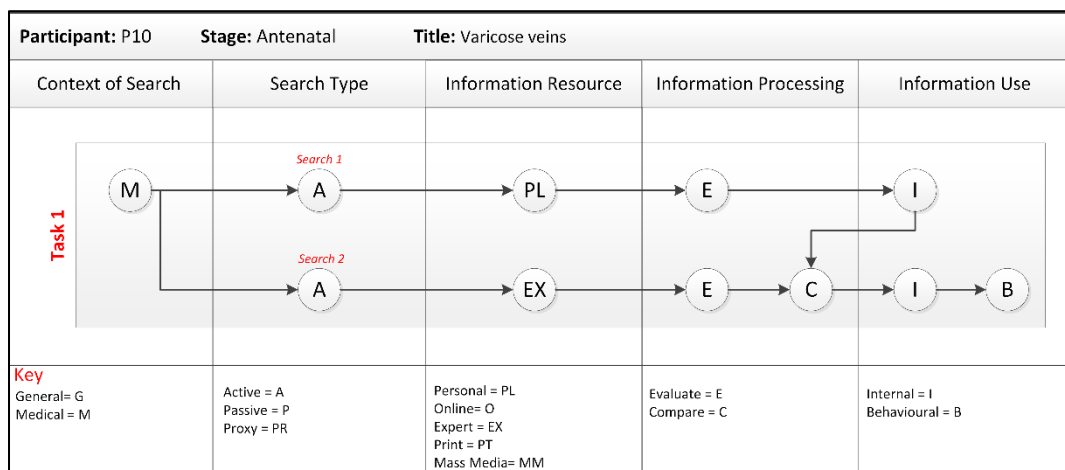 Participant: P10 Stage: Antenatal Title: Varicose veins
Context of Search Search Type Information Resource Information Processing Information Use
Task 1
Search 1
M A PL E I
Search 2
A EX E C I B
Key
General= G
Medical = M
Active = A
Passive = P
Proxy = PR
Personal = PL
Online= O
Expert = EX
Print = PT
Mass Media= MM
Evaluate = E
Compare = C
Internal = I
Behavioural = B